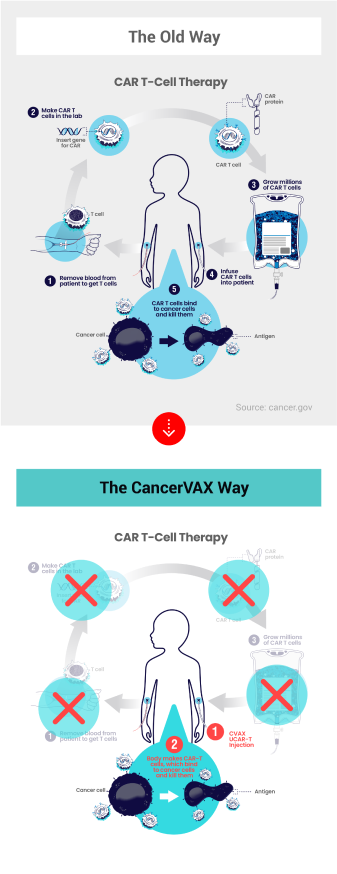 The Old Way
CAR T-Cell Therapy
2 Make CAR T
cells in the lab
Insert gene
for CAR
CAR
protein
CAR T cell
3 Grow millions
of CAR T cells
T cell
1 Remove blood from
patient to get T cells
4 Infuse
CAR T cells
into patient
5
CAR T cells bind
to cancer cells
and kill them
Cancer cell
Antigen
Source: cancer.gov
The CancerVAX Way
CAR T-Cell Therapy
2 Make CAR T
cells in the lab
CAR
protein
CAR T cell
3 Grow millions
of CAR T cells
T cell
1 Remove blood from
patient to get T cells
1
CVAX
UCAR-T
Injection
2
Body makes CAR-T
cells, which bind
to cancer cells
and kill them
Cancer cell
Antigen